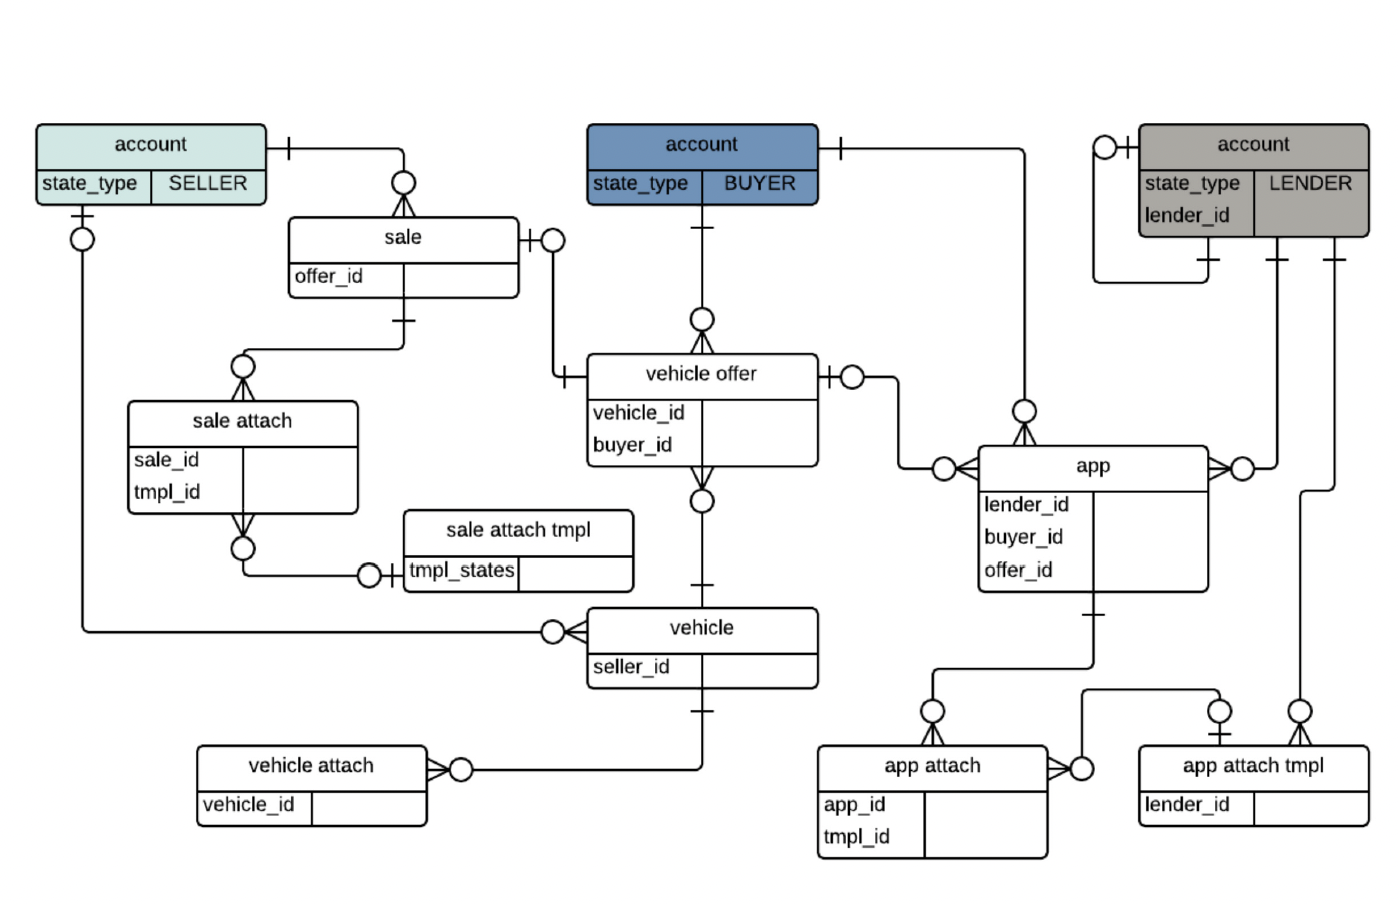 account
state_type SELLER
account
state_type BUYER
account
state_type LENDER
lender_id
sale
offer_id
vehicle offer
vehicle_id
buyer_id
sale attach
sale_id
tmpl_id
app
lender_id
buyer_id
offer_id
sale attach tmpl
tmpl_states
vehicle
seller_id
vehicle attach
vehicle_id
app attach
app_id
tmpl_id
app attach tmpl
lender_id